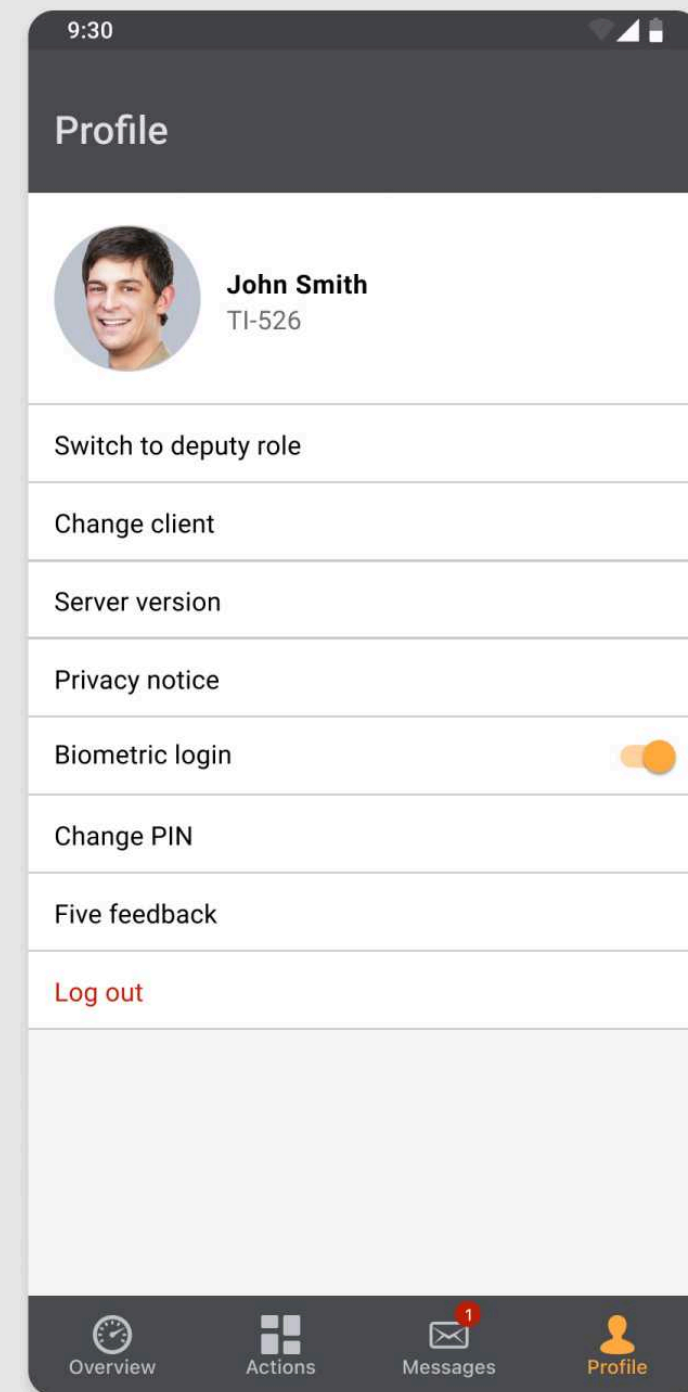 9:30
Profile
John Smith
TI-526
Switch to deputy role
Change client
Server version
Privacy notice
Biometric login
Change PIN
Five feedback
Log out
1
Overview Actions Messages Profile